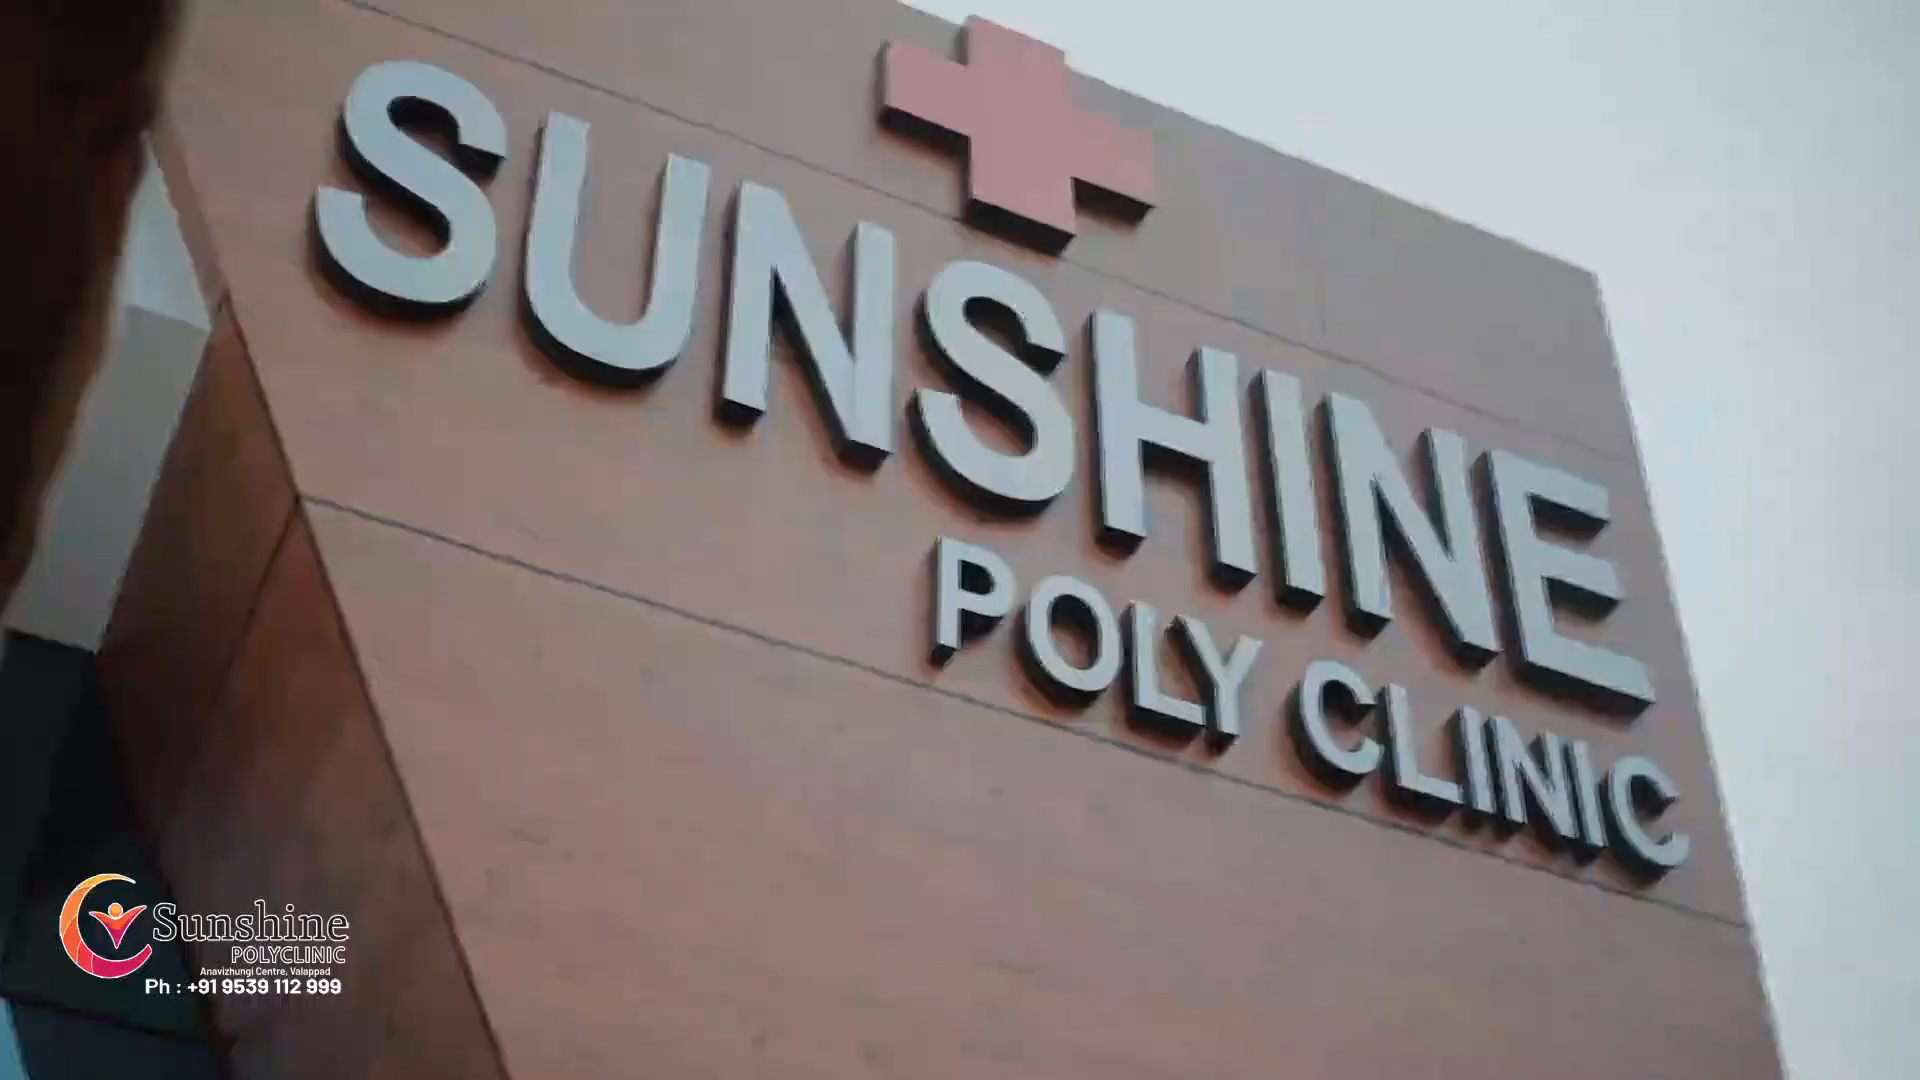 SUNSHINE
POLY CLINIC
Sunshine
POLYCLINIC
Anavizhungi Centre, Valappad
Ph : +91 9539 112 999